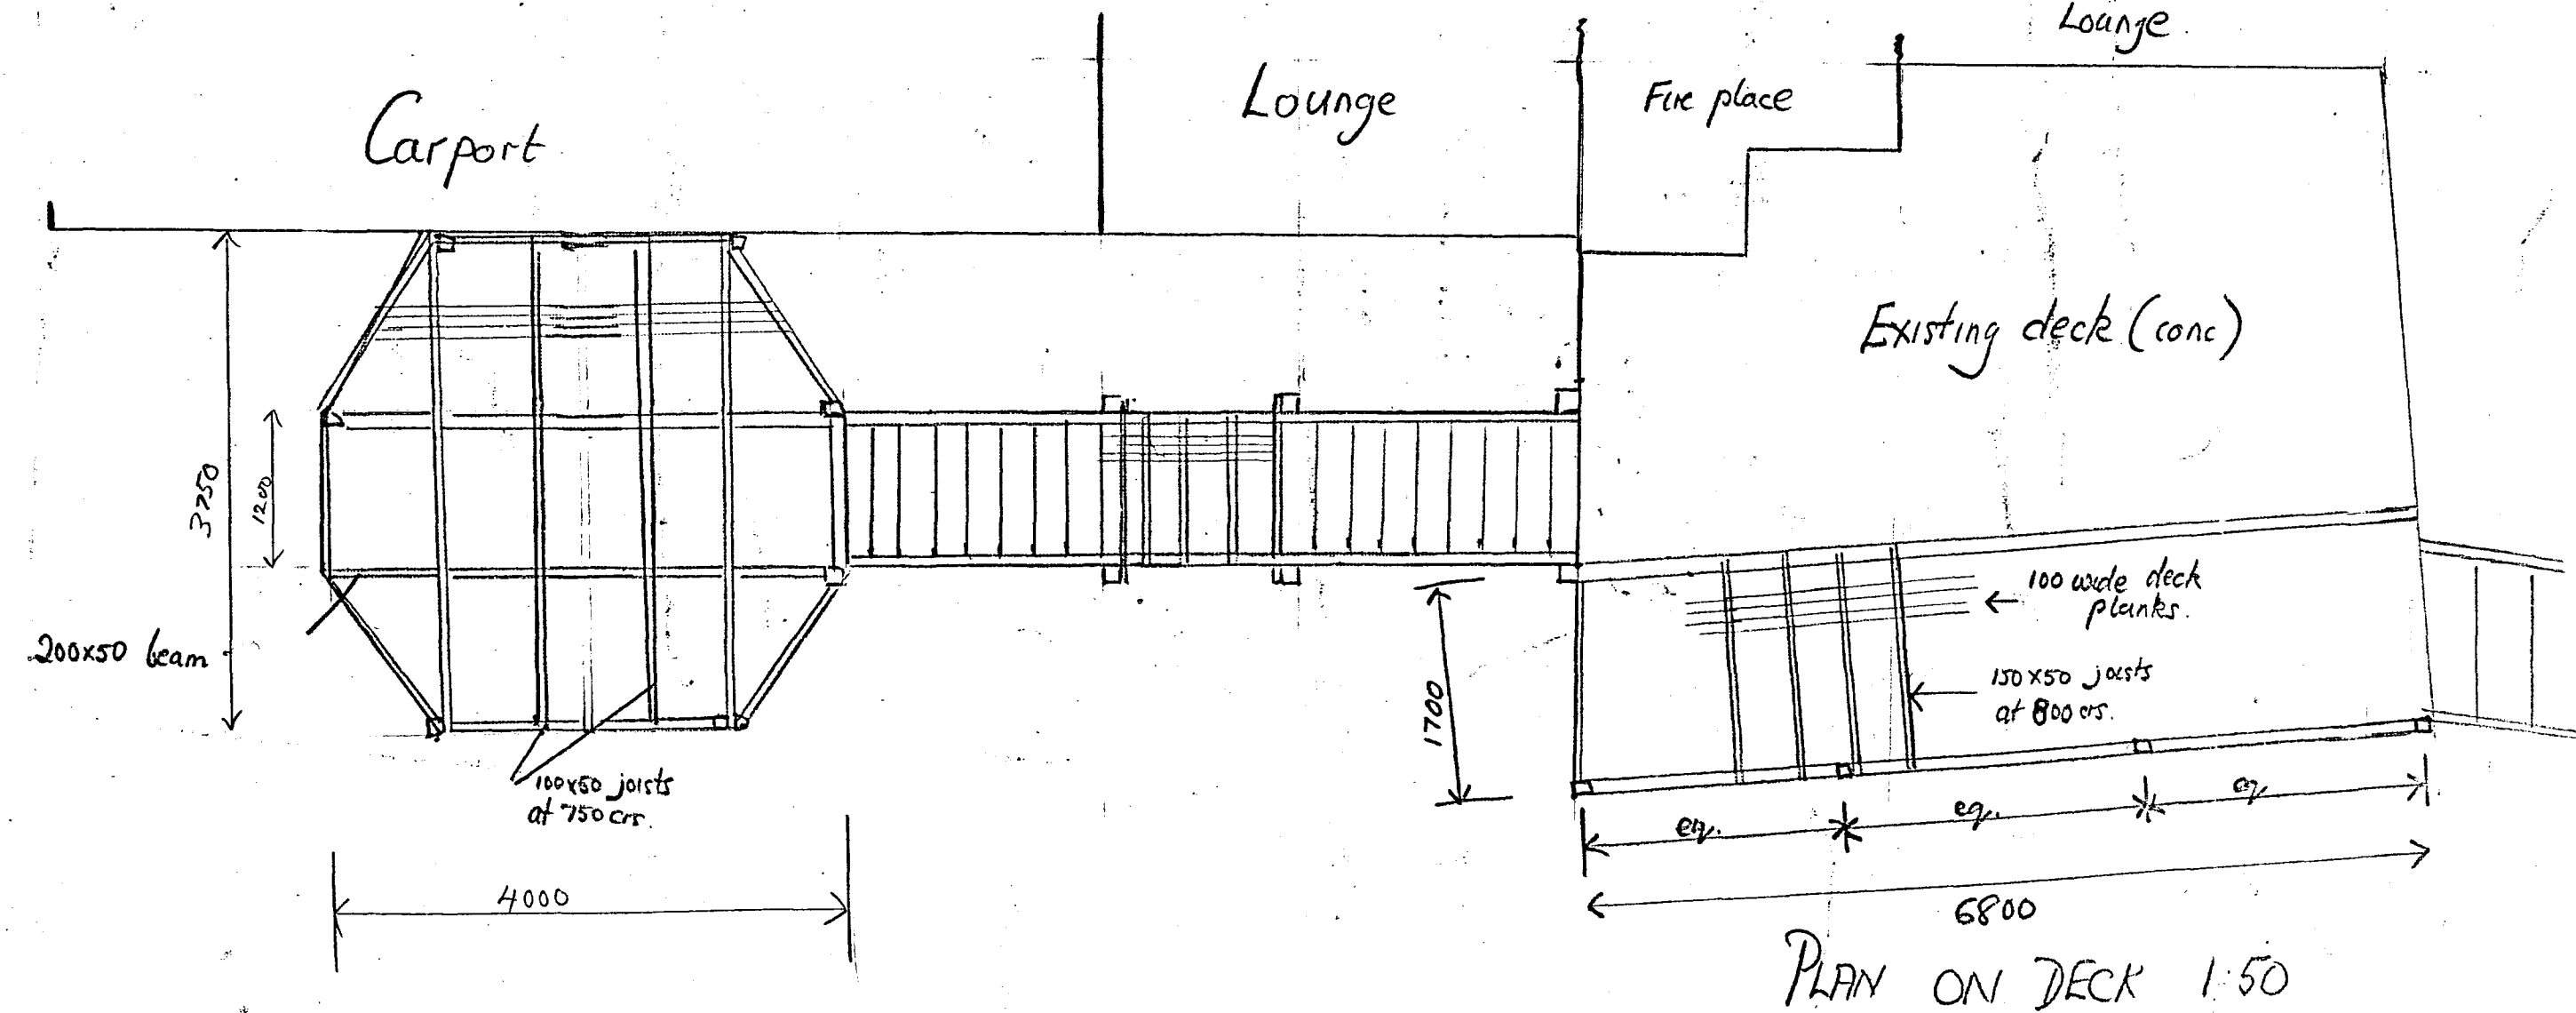 Lounge
Carport
Lounge
Fire place
Existing deck (conc)
3750
1200
100 wide deck
planks.
200x50 beam
150x50 joists
at 800 crs.
1700
100x50 joists
at 750 crs.
eq.
eq.
eq.
4000
6800
PLAN ON DECK 1:50